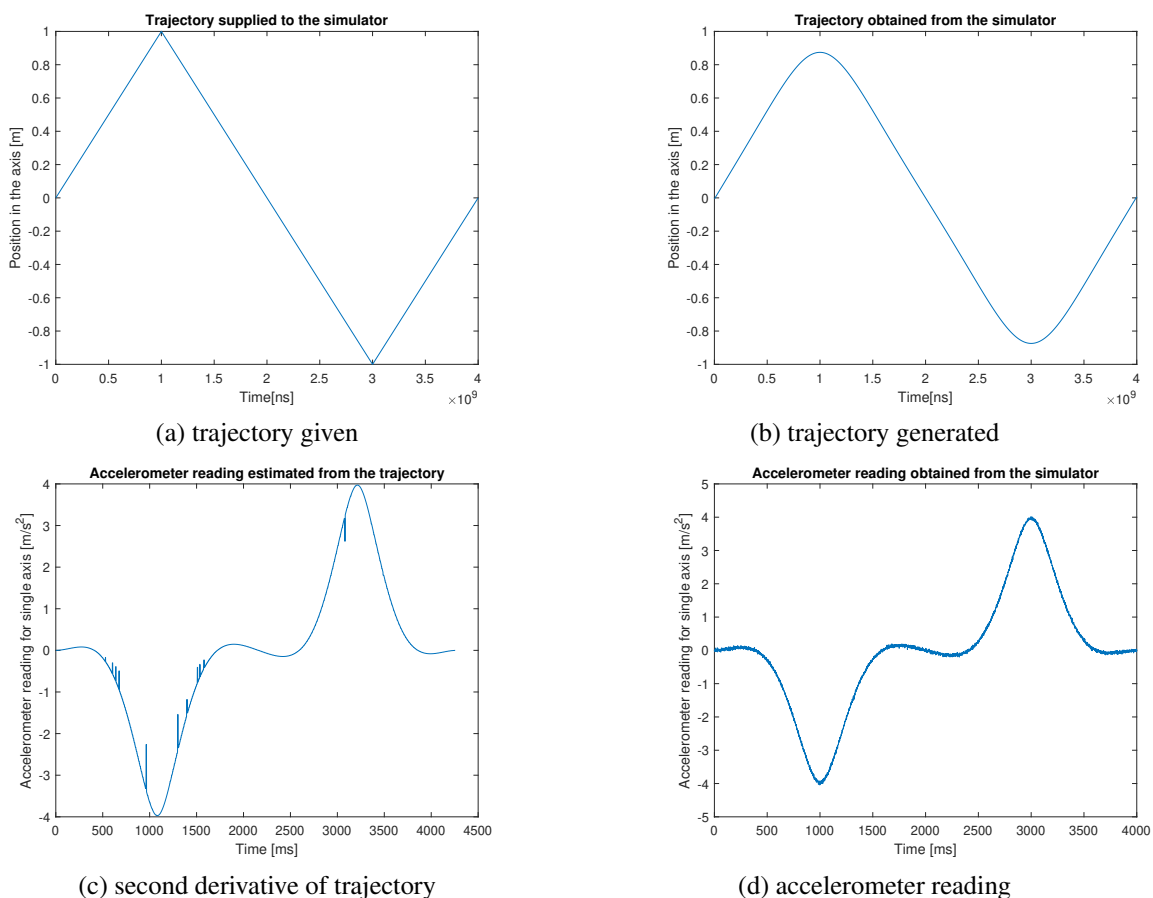 Trajectory supplied to the simulator
Position in the axis [m]
1
0.8
0.6
0.4
0.2
0
-0.2
-0.4
-0.6
-0.8
-1
0 0.5 1 1.5 2 2.5 3 3.5 4
Time[ns]
×10⁹
(a) trajectory given
Trajectory obtained from the simulator
Position in the axis [m]
1
0.8
0.6
0.4
0.2
0
-0.2
-0.4
-0.6
-0.8
-1
0 0.5 1 1.5 2 2.5 3 3.5 4
Time[ns]
×10⁹
(b) trajectory generated
Accelerometer reading estimated from the trajectory
Accelerometer reading for single axis [m/s²]
4
3
2
1
0
-1
-2
-3
-4
0 500 1000 1500 2000 2500 3000 3500 4000 4500
Time [ms]
(c) second derivative of trajectory
Accelerometer reading obtained from the simulator
Accelerometer reading for single axis [m/s²]
5
4
3
2
1
0
-1
-2
-3
-4
-5
0 500 1000 1500 2000 2500 3000 3500 4000
Time [ms]
(d) accelerometer reading